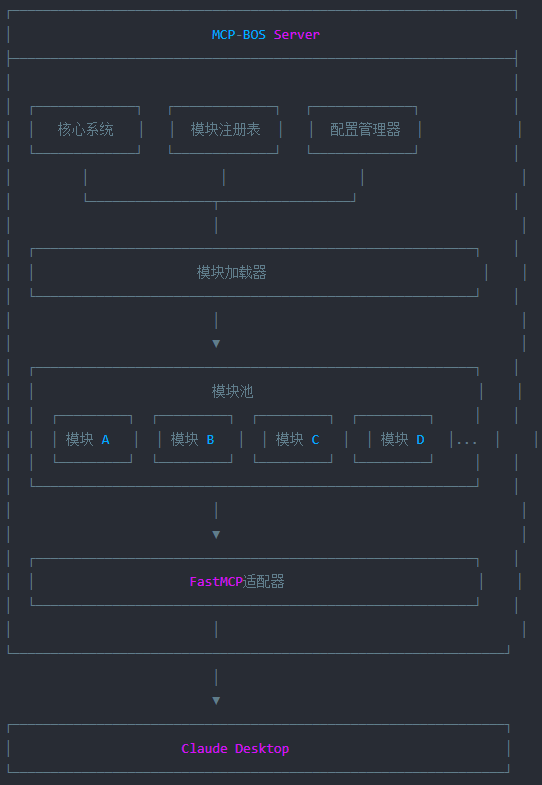 MCP-BOS Server
核心系统 模块注册表 配置管理器
模块加载器
模块池
模块 A 模块 B 模块 C 模块 D ...
FastMCP适配器
Claude Desktop